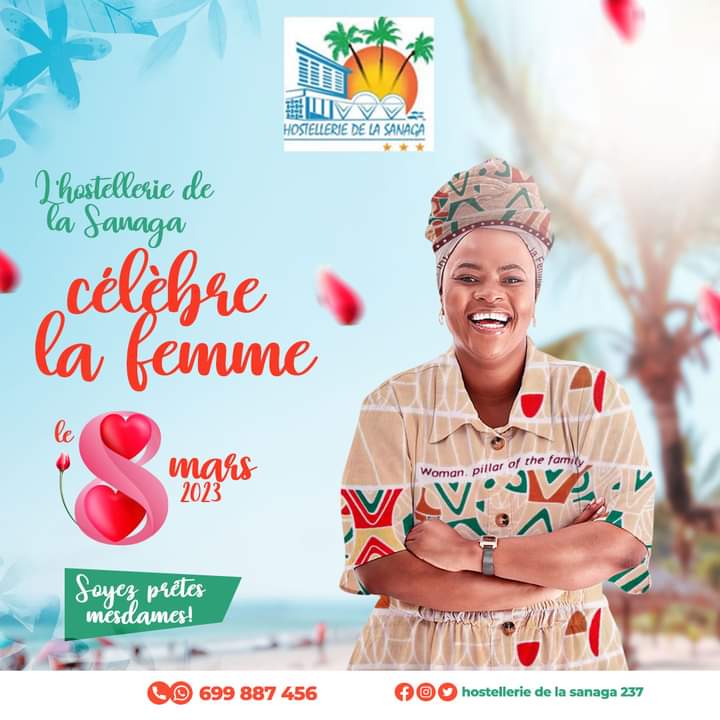 HOSTELLERIE DE LA SANAGA
L'hostellerie de
la Sanaga
célèbre
la femme
le 8 mars
2023
Woman, pillar of the family
Soyez prêtes
mesdames!
699 887 456
hostellerie de la sanaga 237